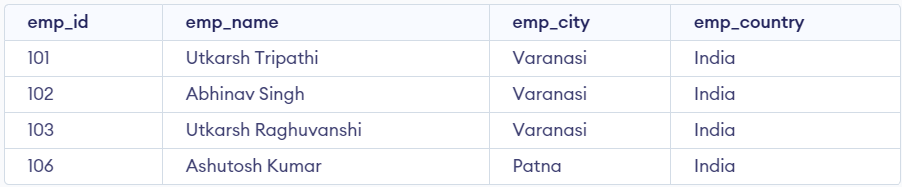 emp_id emp_name emp_city emp_country
101 Utkarsh Tripathi Varanasi India
102 Abhinav Singh Varanasi India
103 Utkarsh Raghuvanshi Varanasi India
106 Ashutosh Kumar Patna India